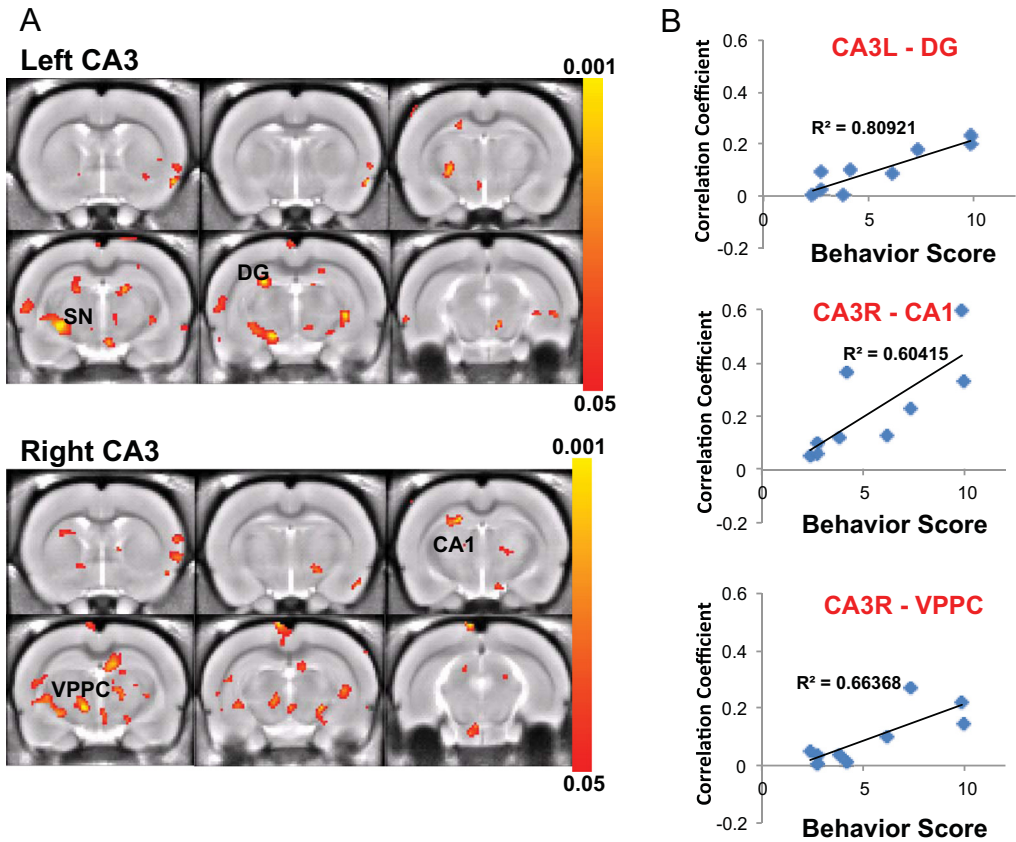 A
Left CA3
0.001
SN
DG
0.05
Right CA3
0.001
CA1
VPPC
0.05
B
CA3L - DG
R² = 0.80921
Correlation Coefficient
0.6
0.4
0.2
0
-0.2
0
5
10
Behavior Score
CA3R - CA1
R² = 0.60415
Correlation Coefficient
0.6
0.4
0.2
0
-0.2
0
5
10
Behavior Score
CA3R - VPPC
R² = 0.66368
Correlation Coefficient
0.6
0.4
0.2
0
-0.2
0
5
10
Behavior Score